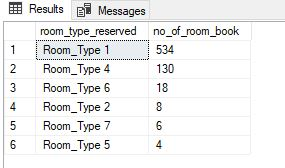 Results Messages
room_type_reserved no_of_room_book
1 Room_Type 1 534
2 Room_Type 4 130
3 Room_Type 6 18
4 Room_Type 2 8
5 Room_Type 7 6
6 Room_Type 5 4